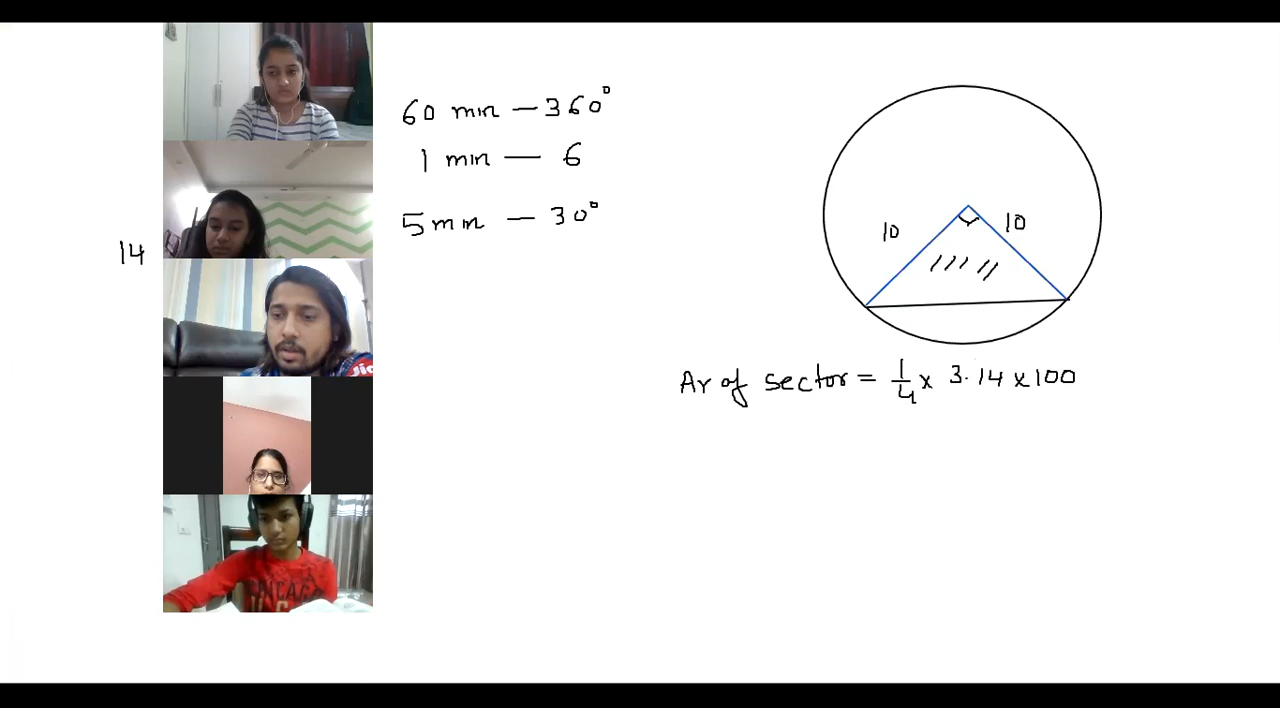 60 min — 360°
1 min — 6
5 min — 30°
14
10
10
Ar of sector = 1/4 x 3.14 x 100
Jio